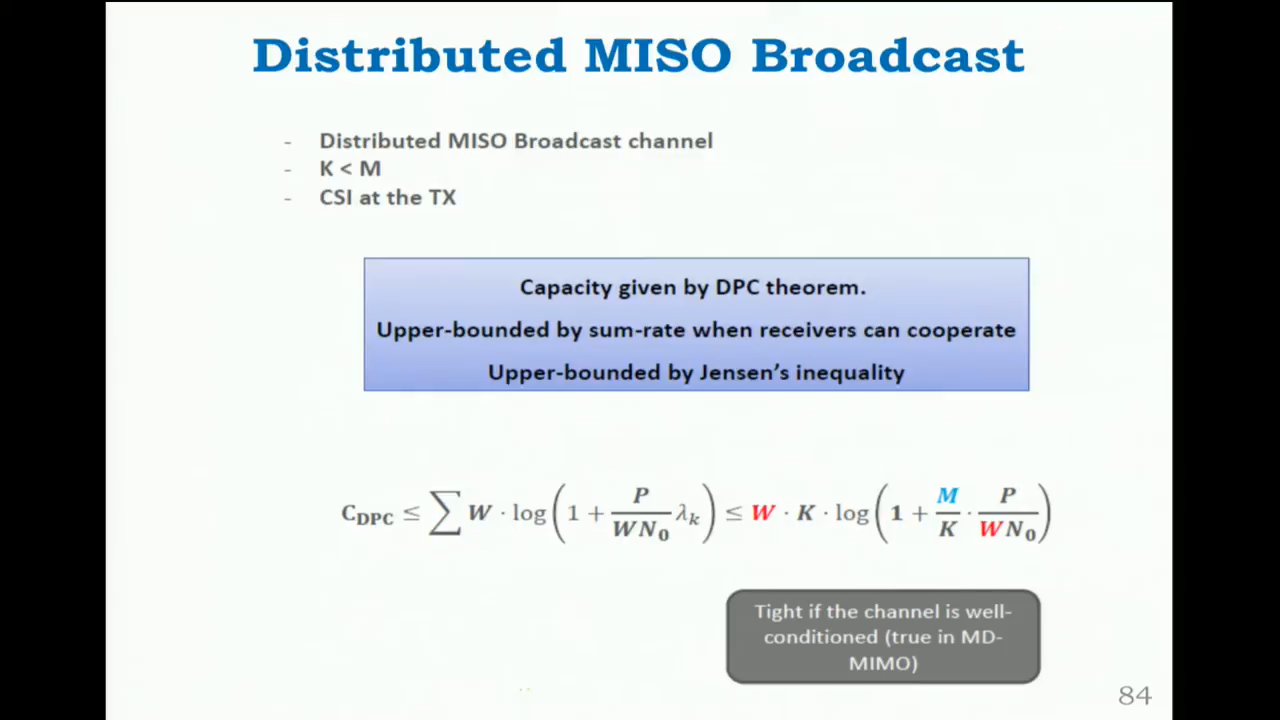 Distributed MISO Broadcast
- Distributed MISO Broadcast channel
- K < M
- CSI at the TX
Capacity given by DPC theorem.
Upper-bounded by sum-rate when receivers can cooperate
Upper-bounded by Jensen's inequality
C_DPC ≤ ∑ W · log(1 + P/(WN₀) λₖ) ≤ W · K · log(1 + M/K · P/(WN₀))
Tight if the channel is well-
conditioned (true in MD-
MIMO)
84